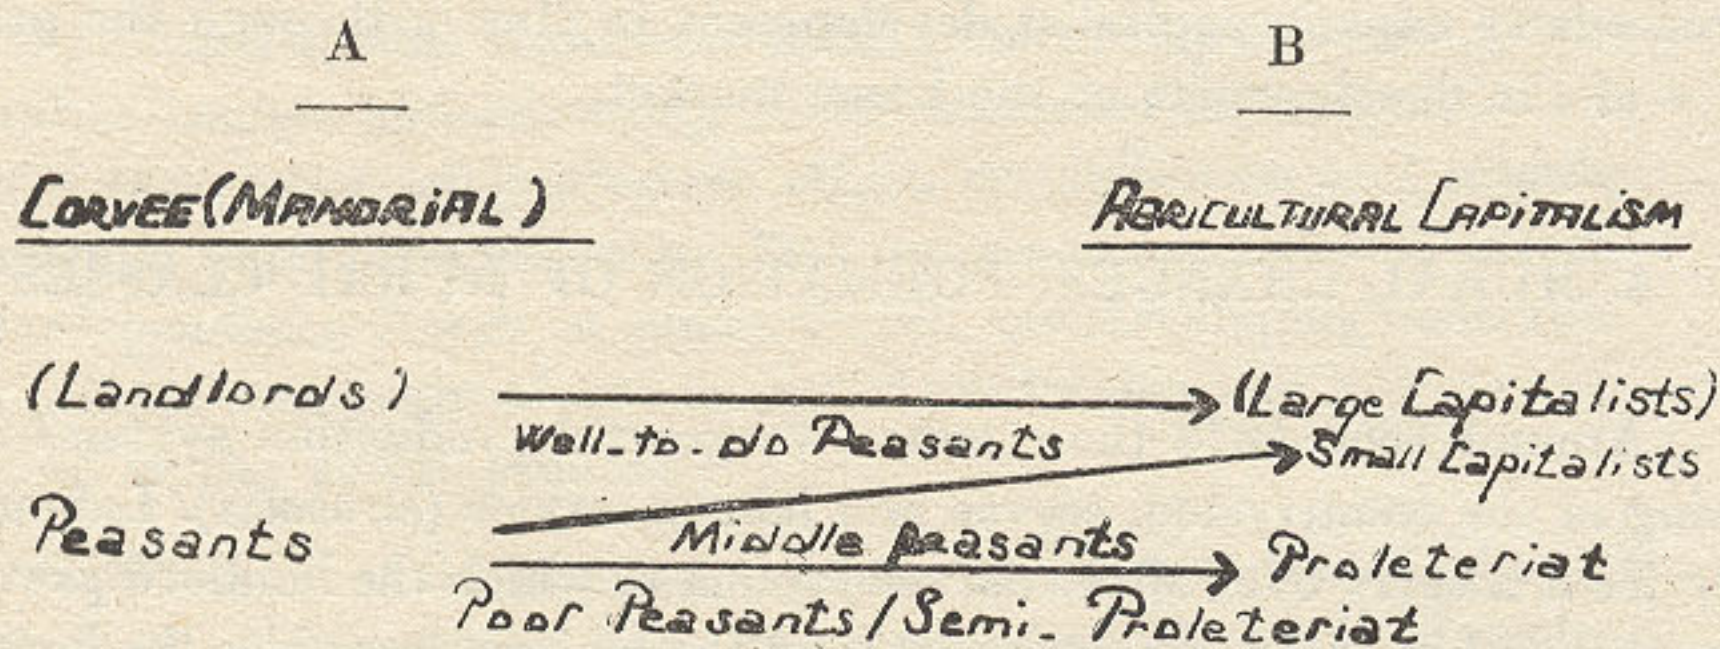 A B
CORVEE (MANORIAL) AGRICULTURAL CAPITALISM
(Landlords) (Large Capitalists)
Well-to-do Peasants Small Capitalists
Peasants Middle peasants Proleteriat
Poor Peasants / Semi-Proleteriat